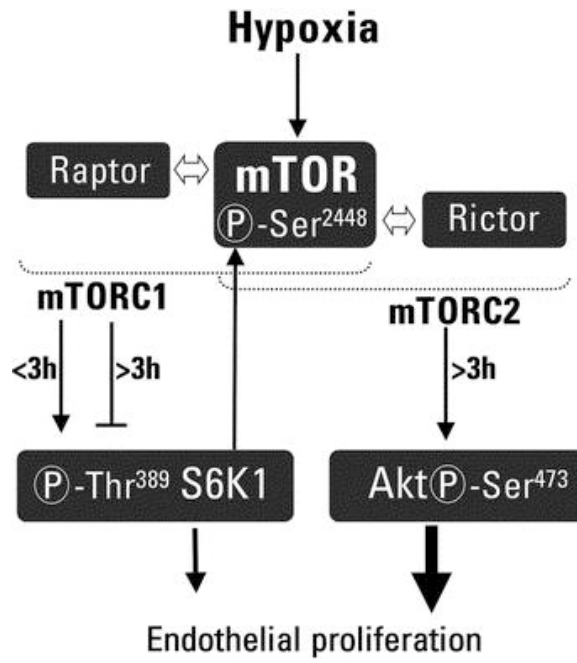 Hypoxia
Raptor
mTOR
Ⓟ-Ser²⁴⁴⁸
Rictor
mTORC1
mTORC2
<3h
>3h
>3h
Ⓟ-Thr³⁸⁹ S6K1
AktⓅ-Ser⁴⁷³
Endothelial proliferation